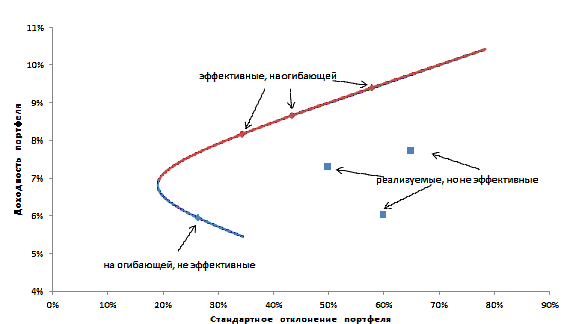 11%
10%
9%
8%
7%
6%
5%
4%
Доходность портфеля
эффективные, на огибающей
реализуемые, но не эффективные
на огибающей, не эффективные
0% 10% 20% 30% 40% 50% 60% 70% 80% 90%
Стандартное отклонение портфеля